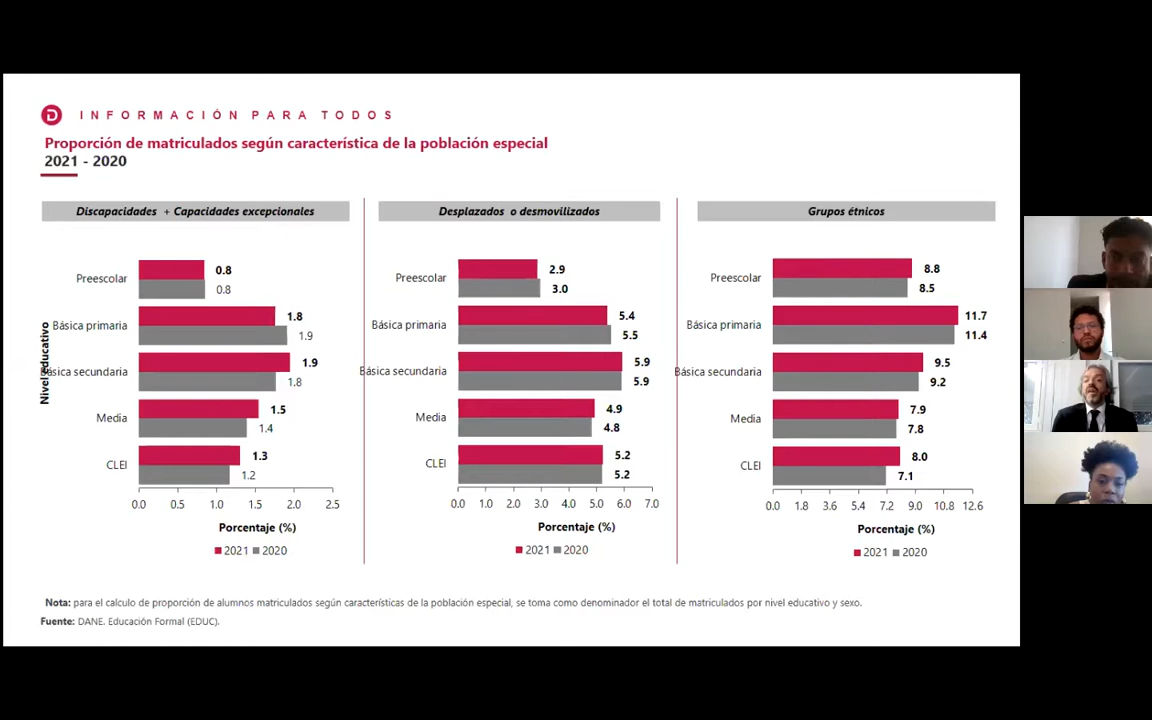 INFORMACIÓN PARA TODOS
Proporción de matriculados según característica de la población especial
2021 - 2020
Discapacidades + Capacidades excepcionales
Nivel educativo
Preescolar
0.8
0.8
Básica primaria
1.8
1.9
Básica secundaria
1.9
1.8
Media
1.5
1.4
CLEI
1.3
1.2
0.0 0.5 1.0 1.5 2.0 2.5
Porcentaje (%)
2021 2020
Desplazados o desmovilizados
Preescolar
2.9
3.0
Básica primaria
5.4
5.5
Básica secundaria
5.9
5.9
Media
4.9
4.8
CLEI
5.2
5.2
0.0 1.0 2.0 3.0 4.0 5.0 6.0 7.0
Porcentaje (%)
2021 2020
Grupos étnicos
Preescolar
8.8
8.5
Básica primaria
11.7
11.4
Básica secundaria
9.5
9.2
Media
7.9
7.8
CLEI
8.0
7.1
0.0 1.8 3.6 5.4 7.2 9.0 10.8 12.6
Porcentaje (%)
2021 2020
Nota: para el calculo de proporción de alumnos matriculados según características de la población especial, se toma como denominador el total de matriculados por nivel educativo y sexo.
Fuente: DANE. Educación Formal (EDUC).